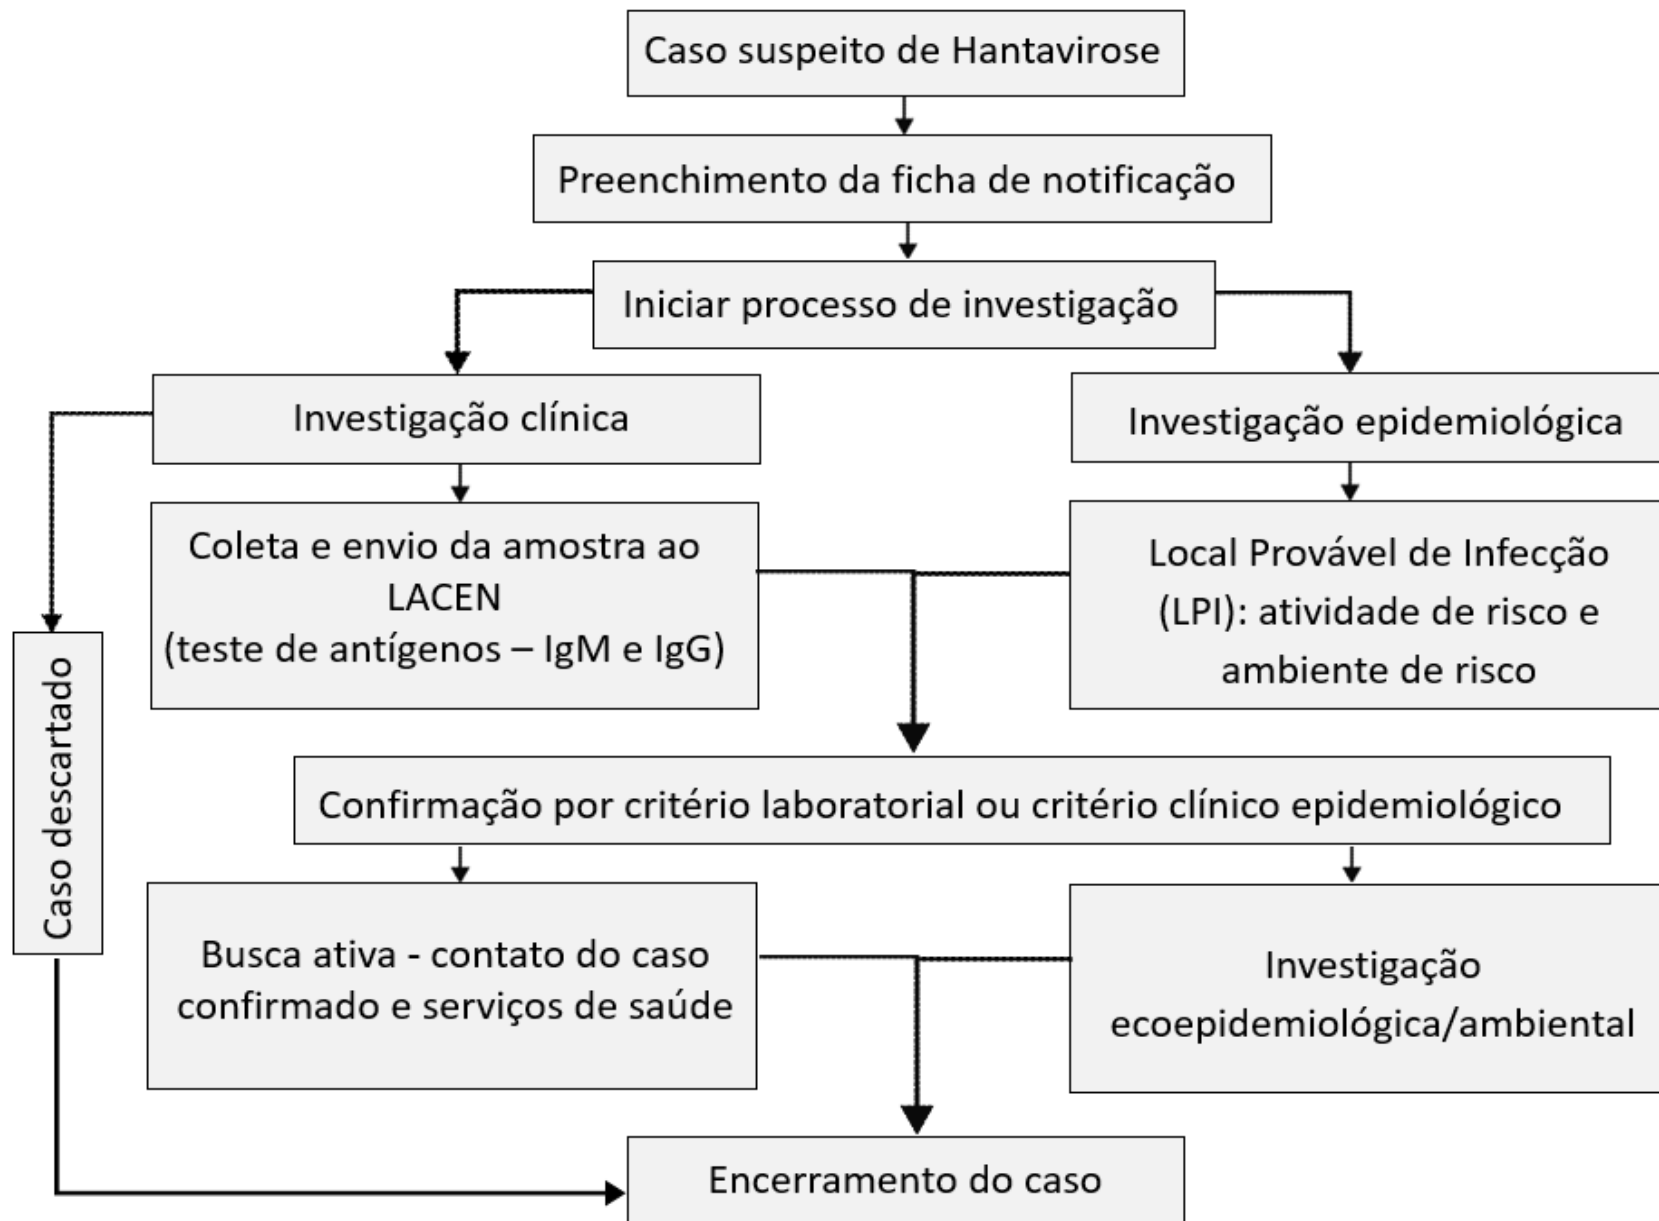 Caso suspeito de Hantavirose
Preenchimento da ficha de notificação
Iniciar processo de investigação
Investigação clínica
Investigação epidemiológica
Coleta e envio da amostra ao
LACEN
(teste de antígenos – IgM e IgG)
Local Provável de Infecção
(LPI): atividade de risco e
ambiente de risco
Caso descartado
Confirmação por critério laboratorial ou critério clínico epidemiológico
Busca ativa - contato do caso
confirmado e serviços de saúde
Investigação
ecoepidemiológica/ambiental
Encerramento do caso